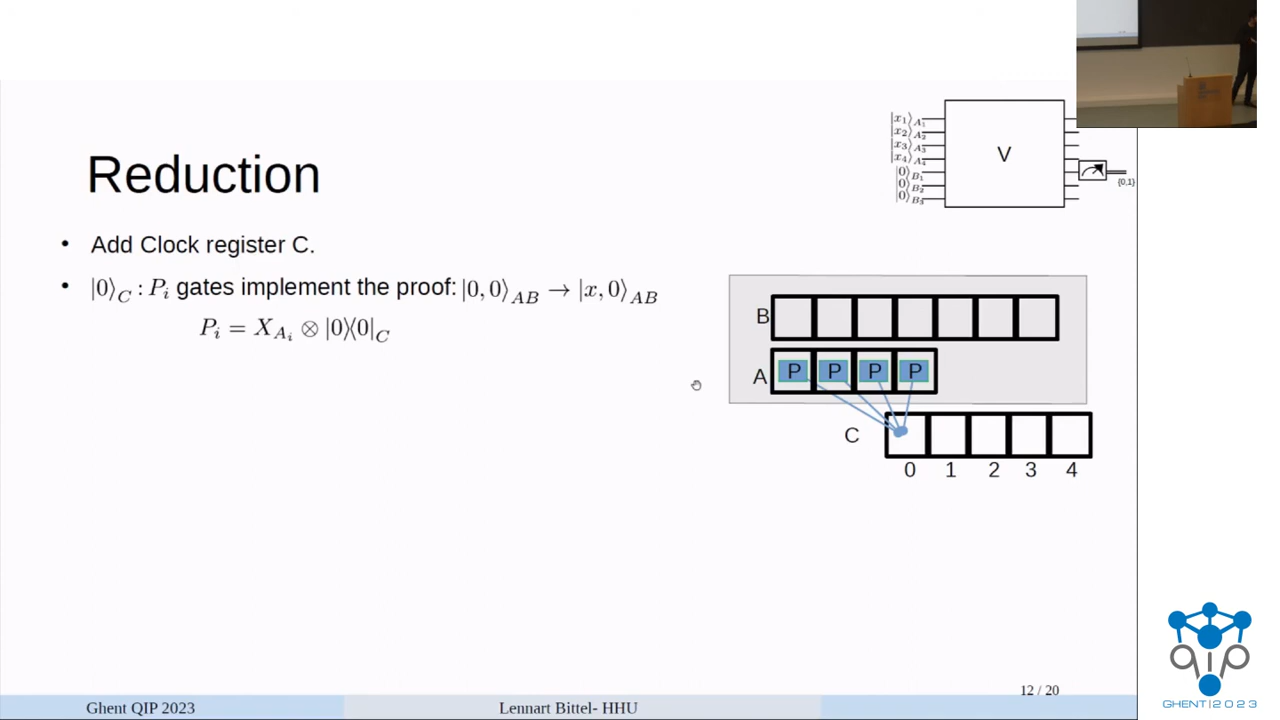 |x₁⟩_A₁
|x₂⟩_A₂
|x₃⟩_A₃
|x₄⟩_A₄
|0⟩_B₁
|0⟩_B₂
|0⟩_B₃
V
{0,1}
Reduction
• Add Clock register C.
• |0⟩_C : P_i gates implement the proof: |0,0⟩_AB → |x,0⟩_AB
P_i = X_{A_i} ⊗ |0⟩⟨0|_C
B
A P P P P
C
0 1 2 3 4
12 / 20
Ghent QIP 2023 Lennart Bittel- HHU
qip
GHENT|2023